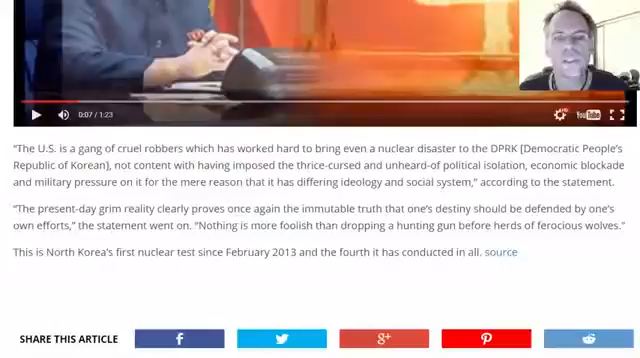 0:07 / 1:23
HD
YouTube
“The U.S. is a gang of cruel robbers which has worked hard to bring even a nuclear disaster to the DPRK [Democratic People’s
Republic of Korean], not content with having imposed the thrice-cursed and unheard-of political isolation, economic blockade
and military pressure on it for the mere reason that it has differing ideology and social system,” according to the statement.
“The present-day grim reality clearly proves once again the immutable truth that one’s destiny should be defended by one’s
own efforts,” the statement went on. “Nothing is more foolish than dropping a hunting gun before herds of ferocious wolves.”
This is North Korea’s first nuclear test since February 2013 and the fourth it has conducted in all. source
SHARE THIS ARTICLE